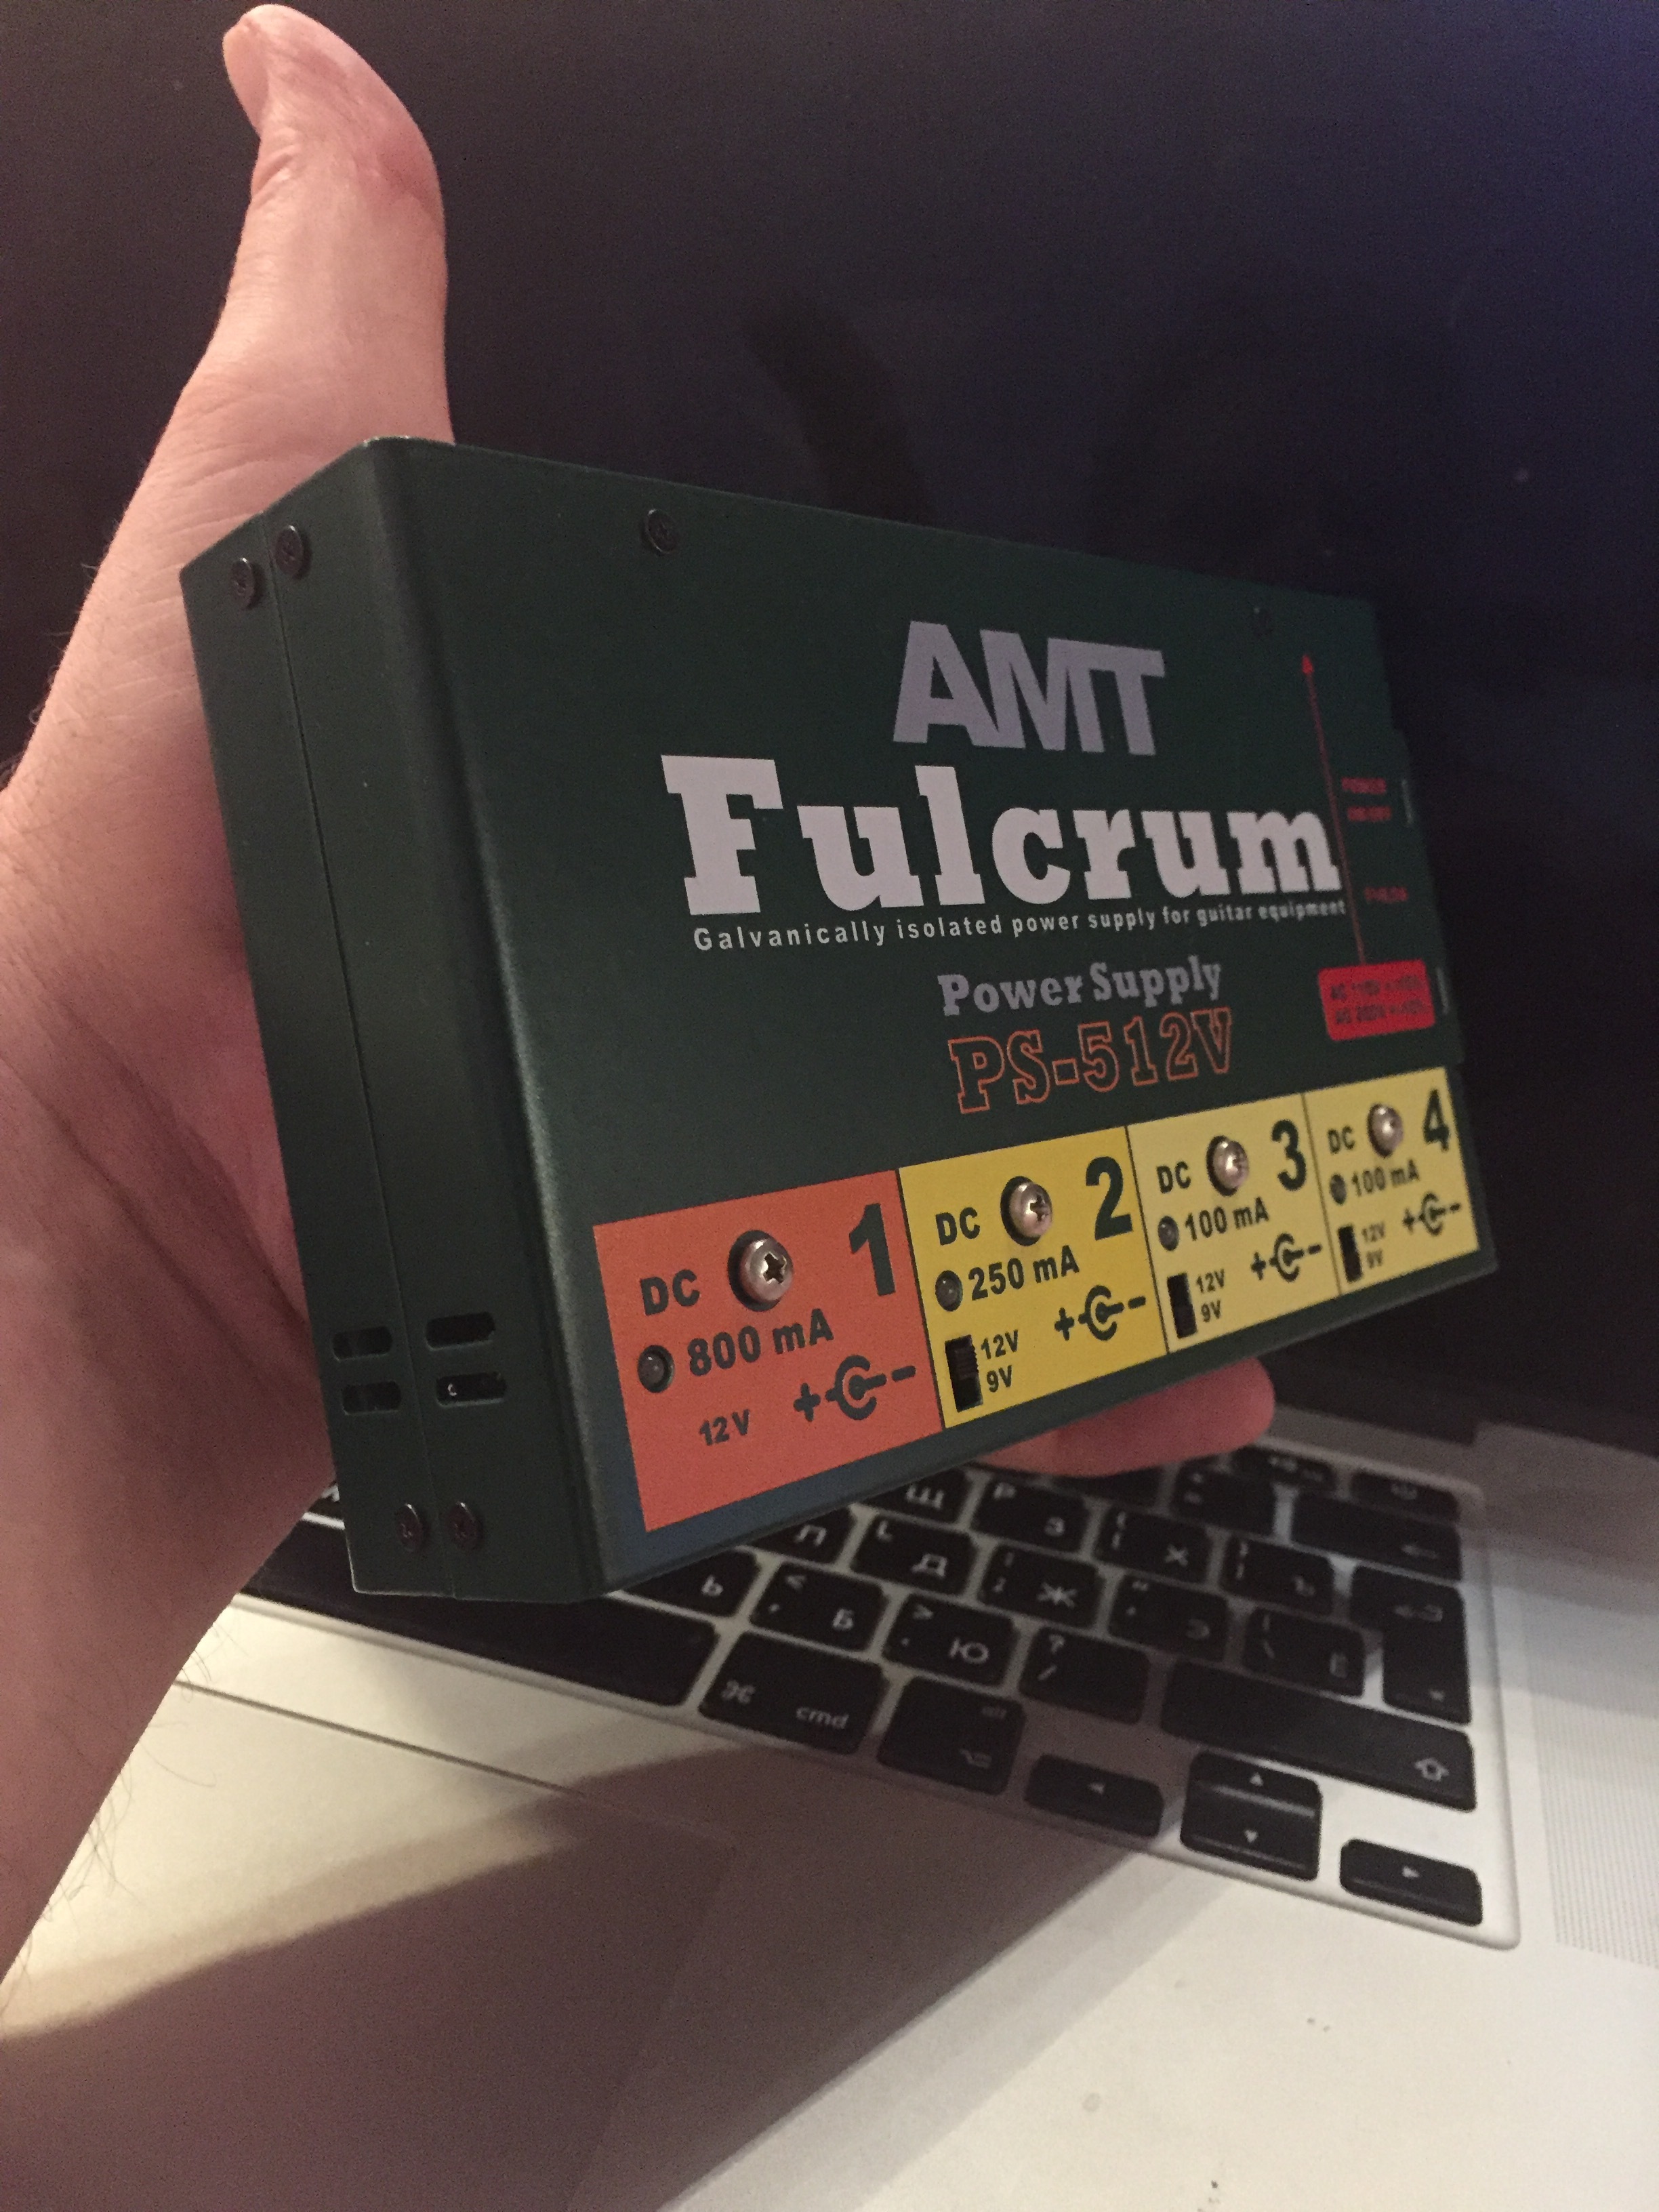 AMT
Fulcrum
Galvanically isolated power supply for guitar equipment
Power Supply
PS-512V
DC 1
800 mA
12V
+ -
DC 2
250 mA
12V
9V
+ -
DC 3
100 mA
12V
9V
+ -
DC 4
100 mA
12V
9V
+ -
Щ
Р З
Х
Ъ
Л
L Д
Ж
Э
Ё
Ь
< , Б
> . Ю
? /
⌘ cmd